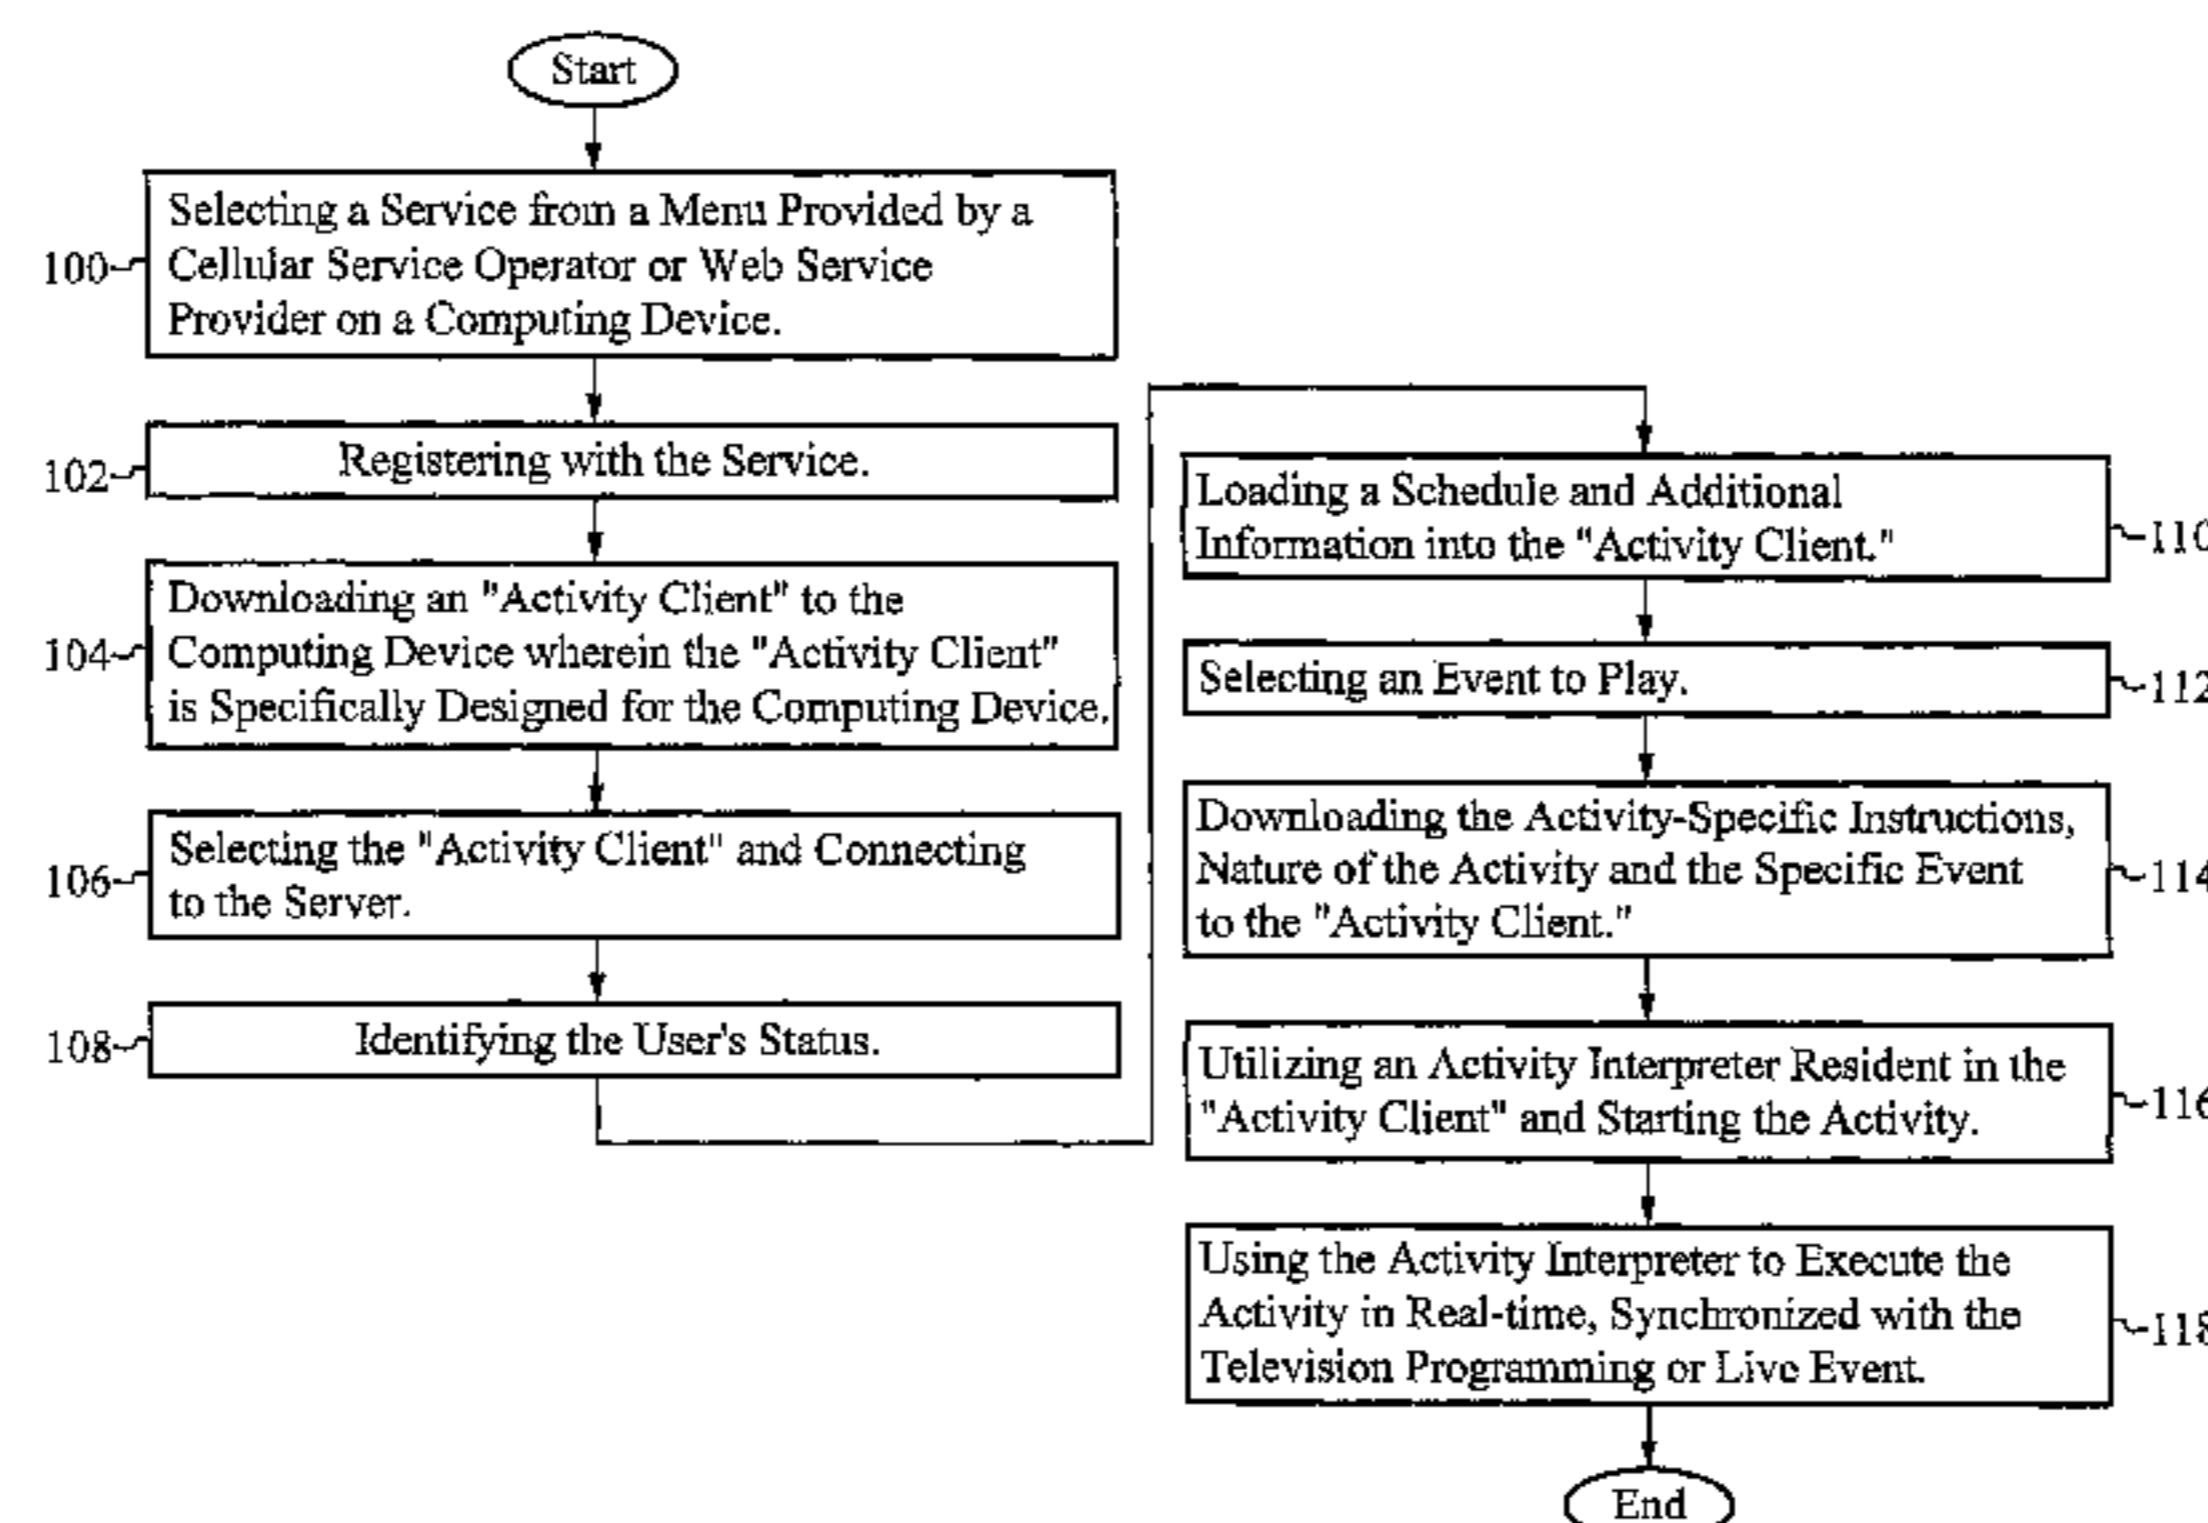 Start
Selecting a Service from a Menu Provided by a
Cellular Service Operator or Web Service
Provider on a Computing Device.
100
Registering with the Service.
102
Downloading an "Activity Client" to the
Computing Device wherein the "Activity Client"
is Specifically Designed for the Computing Device.
104
Selecting the "Activity Client" and Connecting
to the Server.
106
Identifying the User's Status.
108
Loading a Schedule and Additional
Information into the "Activity Client."
110
Selecting an Event to Play.
112
Downloading the Activity-Specific Instructions,
Nature of the Activity and the Specific Event
to the "Activity Client."
114
Utilizing an Activity Interpreter Resident in the
"Activity Client" and Starting the Activity.
116
Using the Activity Interpreter to Execute the
Activity in Real-time, Synchronized with the
Television Programming or Live Event.
118
End